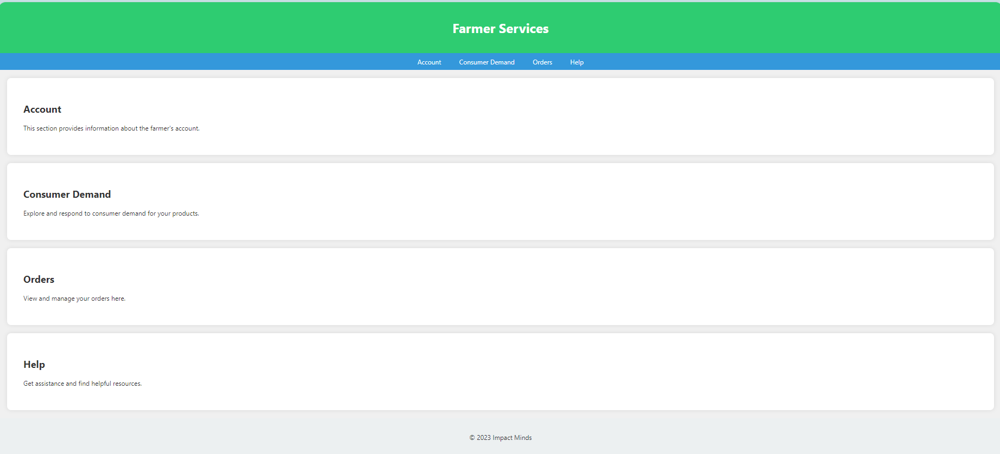 Farmer Services
Account Consumer Demand Orders Help
Account
This section provides information about the farmer's account.
Consumer Demand
Explore and respond to consumer demand for your products.
Orders
View and manage your orders here.
Help
Get assistance and find helpful resources.
© 2023 Impact Minds